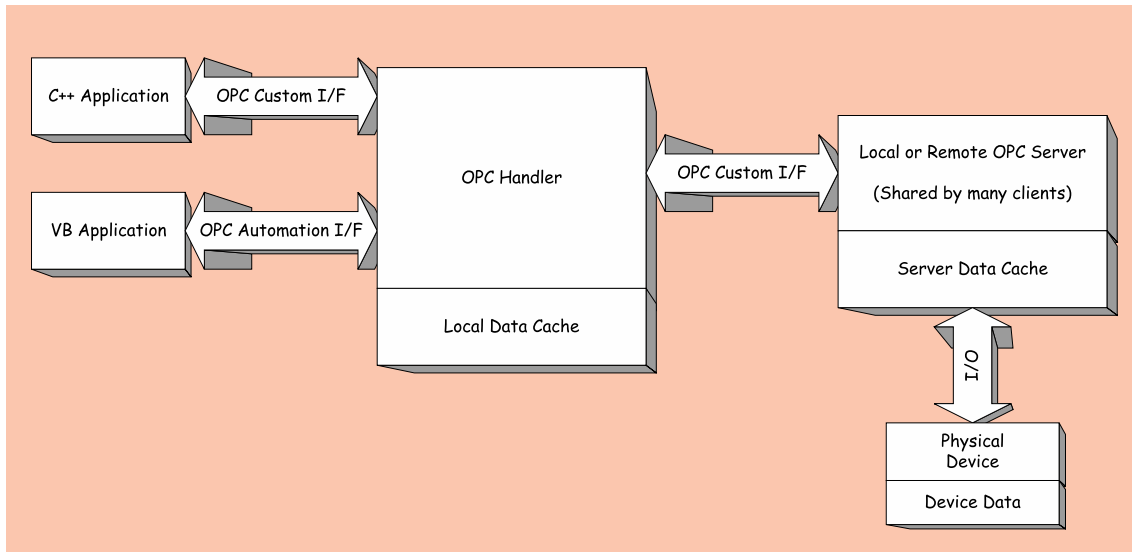 C++ Application
OPC Custom I/F
VB Application
OPC Automation I/F
OPC Handler
Local Data Cache
OPC Custom I/F
Local or Remote OPC Server
(Shared by many clients)
Server Data Cache
I/O
Physical
Device
Device Data